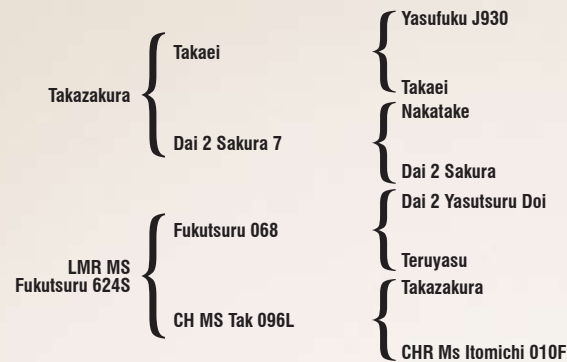 Yasufuku J930
Takaei
Takaei
Takazakura
Nakatake
Dai 2 Sakura 7
Dai 2 Sakura
Dai 2 Yasutsuru Doi
Fukutsuru 068
Teruyasu
LMR MS
Fukutsuru 624S
Takazakura
CH MS Tak 096L
CHR Ms Itomichi 010F